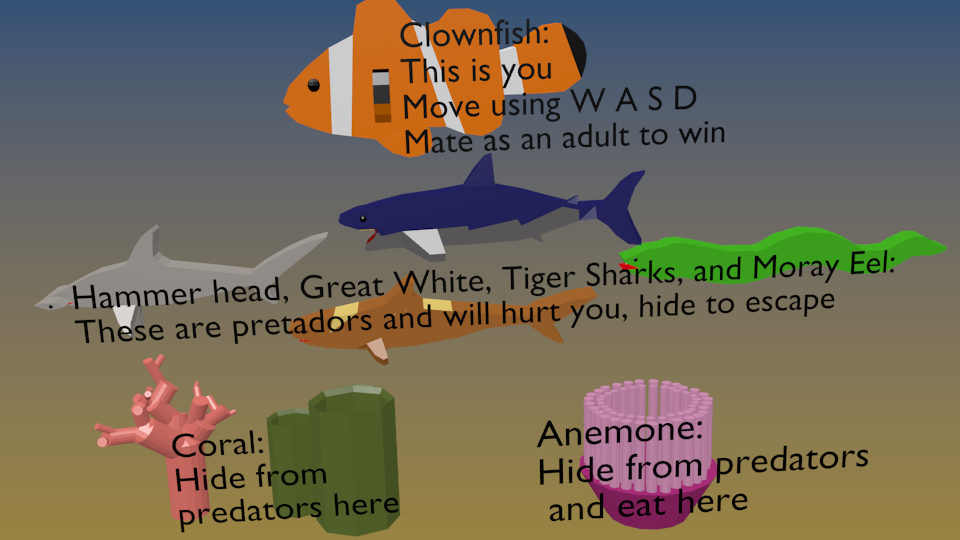 Clownfish:
This is you
Move using W A S D
Mate as an adult to win
Hammer head, Great White, Tiger Sharks, and Moray Eel:
These are pretadors and will hurt you, hide to escape
Coral:
Hide from
predators here
Anemone:
Hide from predators
and eat here